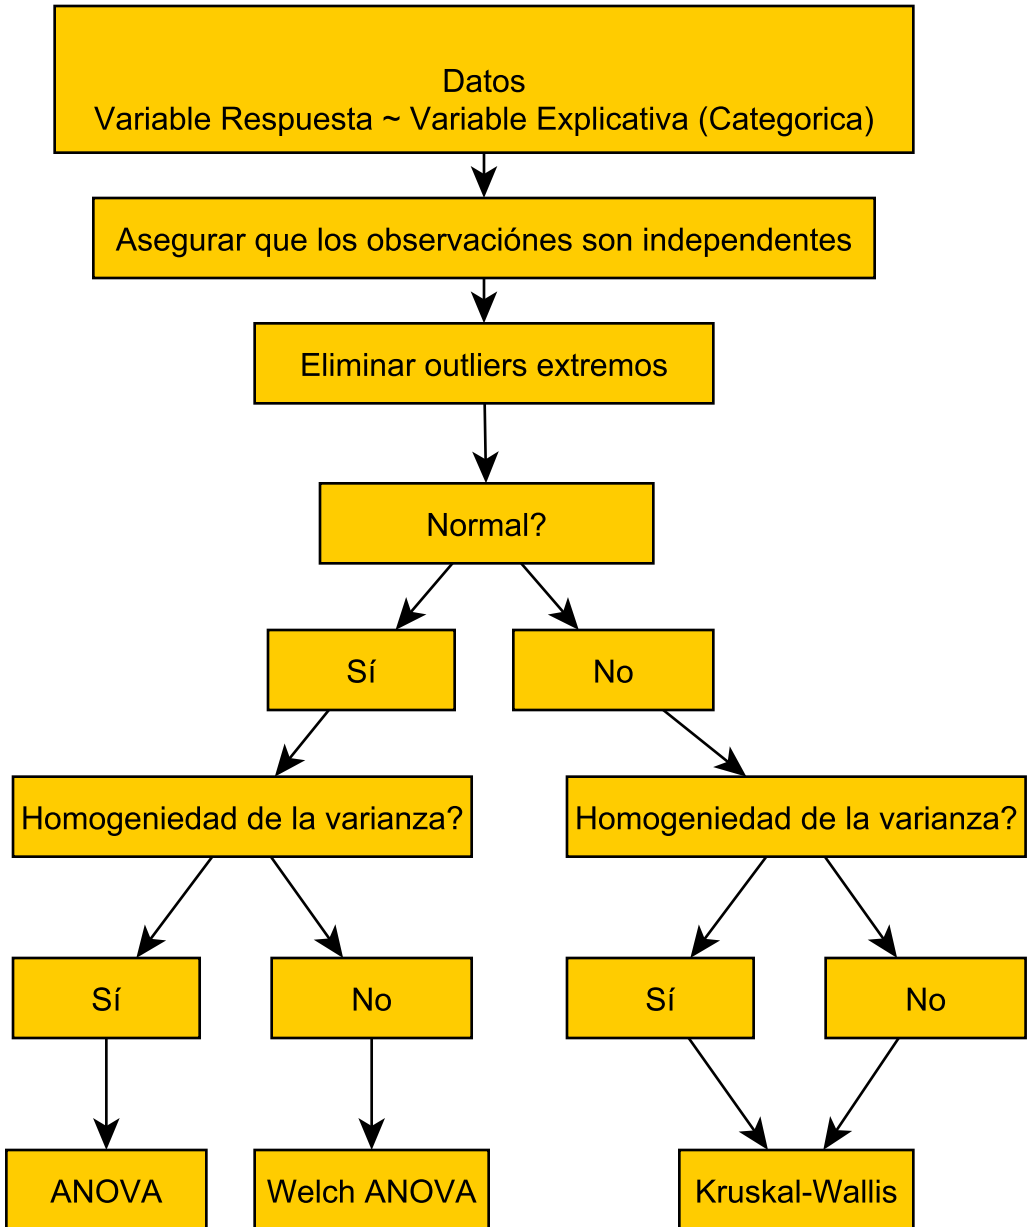 Datos
Variable Respuesta ~ Variable Explicativa (Categorica)
Asegurar que los observaciónes son independentes
Eliminar outliers extremos
Normal?
Sí
No
Homogeniedad de la varianza?
Homogeniedad de la varianza?
Sí
No
Sí
No
ANOVA
Welch ANOVA
Kruskal-Wallis